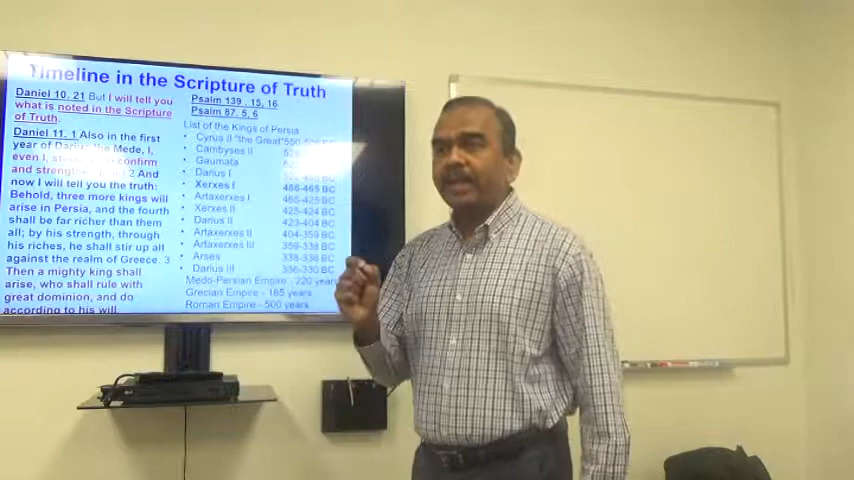 Timeline in the Scripture of Truth
Daniel 10. 21 But I will tell you
what is noted in the Scripture
of Truth.
Daniel 11. 1 Also in the first
year of Darius the Mede, I,
even I, confirm
and 2 And
now I will tell you the truth:
Behold, three more kings will
arise in Persia, and the fourth
shall be far richer than them
all; by his strength, through
his riches, he shall stir up all
against the realm of Greece. 3
Then a mighty king shall
arise, who shall rule with
great dominion, and do
according to his will.
Psalm 139 . 15, 16
Psalm 87. 5, 6
List of the Kings of Persia
• Cyrus II "the Great"
• Cambyses II
• Gaumata
• Darius I
• Xerxes I 486-465 BC
• Artaxerxes I 465-425 BC
• Xerxes II 425-424 BC
• Darius II 423-404 BC
• Artaxerxes II 404-359 BC
• Artaxerxes III 359-338 BC
• Arses 338-336 BC
• Darius III 336-330 BC
Medo-Persian Empire - 220 years
Grecian Empire - 185 years
Roman Empire - 500 years